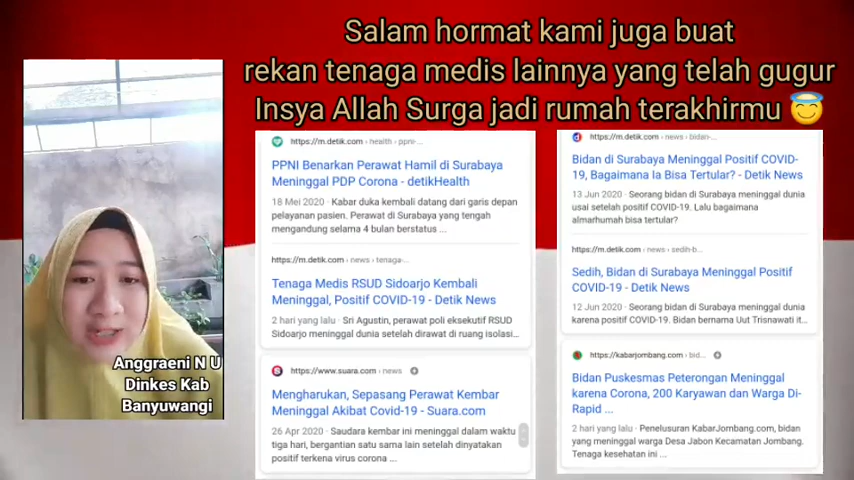 Salam hormat kami juga buat
rekan tenaga medis lainnya yang telah gugur
Insya Allah Surga jadi rumah terakhirmu 😇
Anggraeni N U
Dinkes Kab
Banyuwangi
https://m.detik.com › health › ppni-...
PPNI Benarkan Perawat Hamil di Surabaya
Meninggal PDP Corona - detikHealth
18 Mei 2020 · Kabar duka kembali datang dari garis depan
pelayanan pasien. Perawat di Surabaya yang tengah
mengandung selama 4 bulan berstatus ...
https://m.detik.com › news › tenaga-...
Tenaga Medis RSUD Sidoarjo Kembali
Meninggal, Positif COVID-19 - Detik News
2 hari yang lalu · Sri Agustin, perawat poli eksekutif RSUD
Sidoarjo meninggal dunia setelah dirawat di ruang isolasi...
https://www.suara.com › news
Mengharukan, Sepasang Perawat Kembar
Meninggal Akibat Covid-19 - Suara.com
26 Apr 2020 · Saudara kembar ini meninggal dalam waktu
tiga hari, bergantian satu sama lain setelah dinyatakan
positif terkena virus corona ...
https://m.detik.com › news › bidan-...
Bidan di Surabaya Meninggal Positif COVID-
19, Bagaimana Ia Bisa Tertular? - Detik News
13 Jun 2020 · Seorang bidan di Surabaya meninggal dunia
usai setelah positif COVID-19. Lalu bagaimana
almarhumah bisa tertular?
https://m.detik.com › news › sedih-b...
Sedih, Bidan di Surabaya Meninggal Positif
COVID-19 - Detik News
12 Jun 2020 · Seorang bidan di Surabaya meninggal dunia
karena positif COVID-19. Bidan bernama Uut Trisnawati it...
https://kabarjombang.com › bid...
Bidan Puskesmas Peterongan Meninggal
karena Corona, 200 Karyawan dan Warga Di-
Rapid ...
2 hari yang lalu · Penelusuran KabarJombang.com, bidan
yang meninggal warga Desa Jabon Kecamatan Jombang.
Tenaga kesehatan ini ...